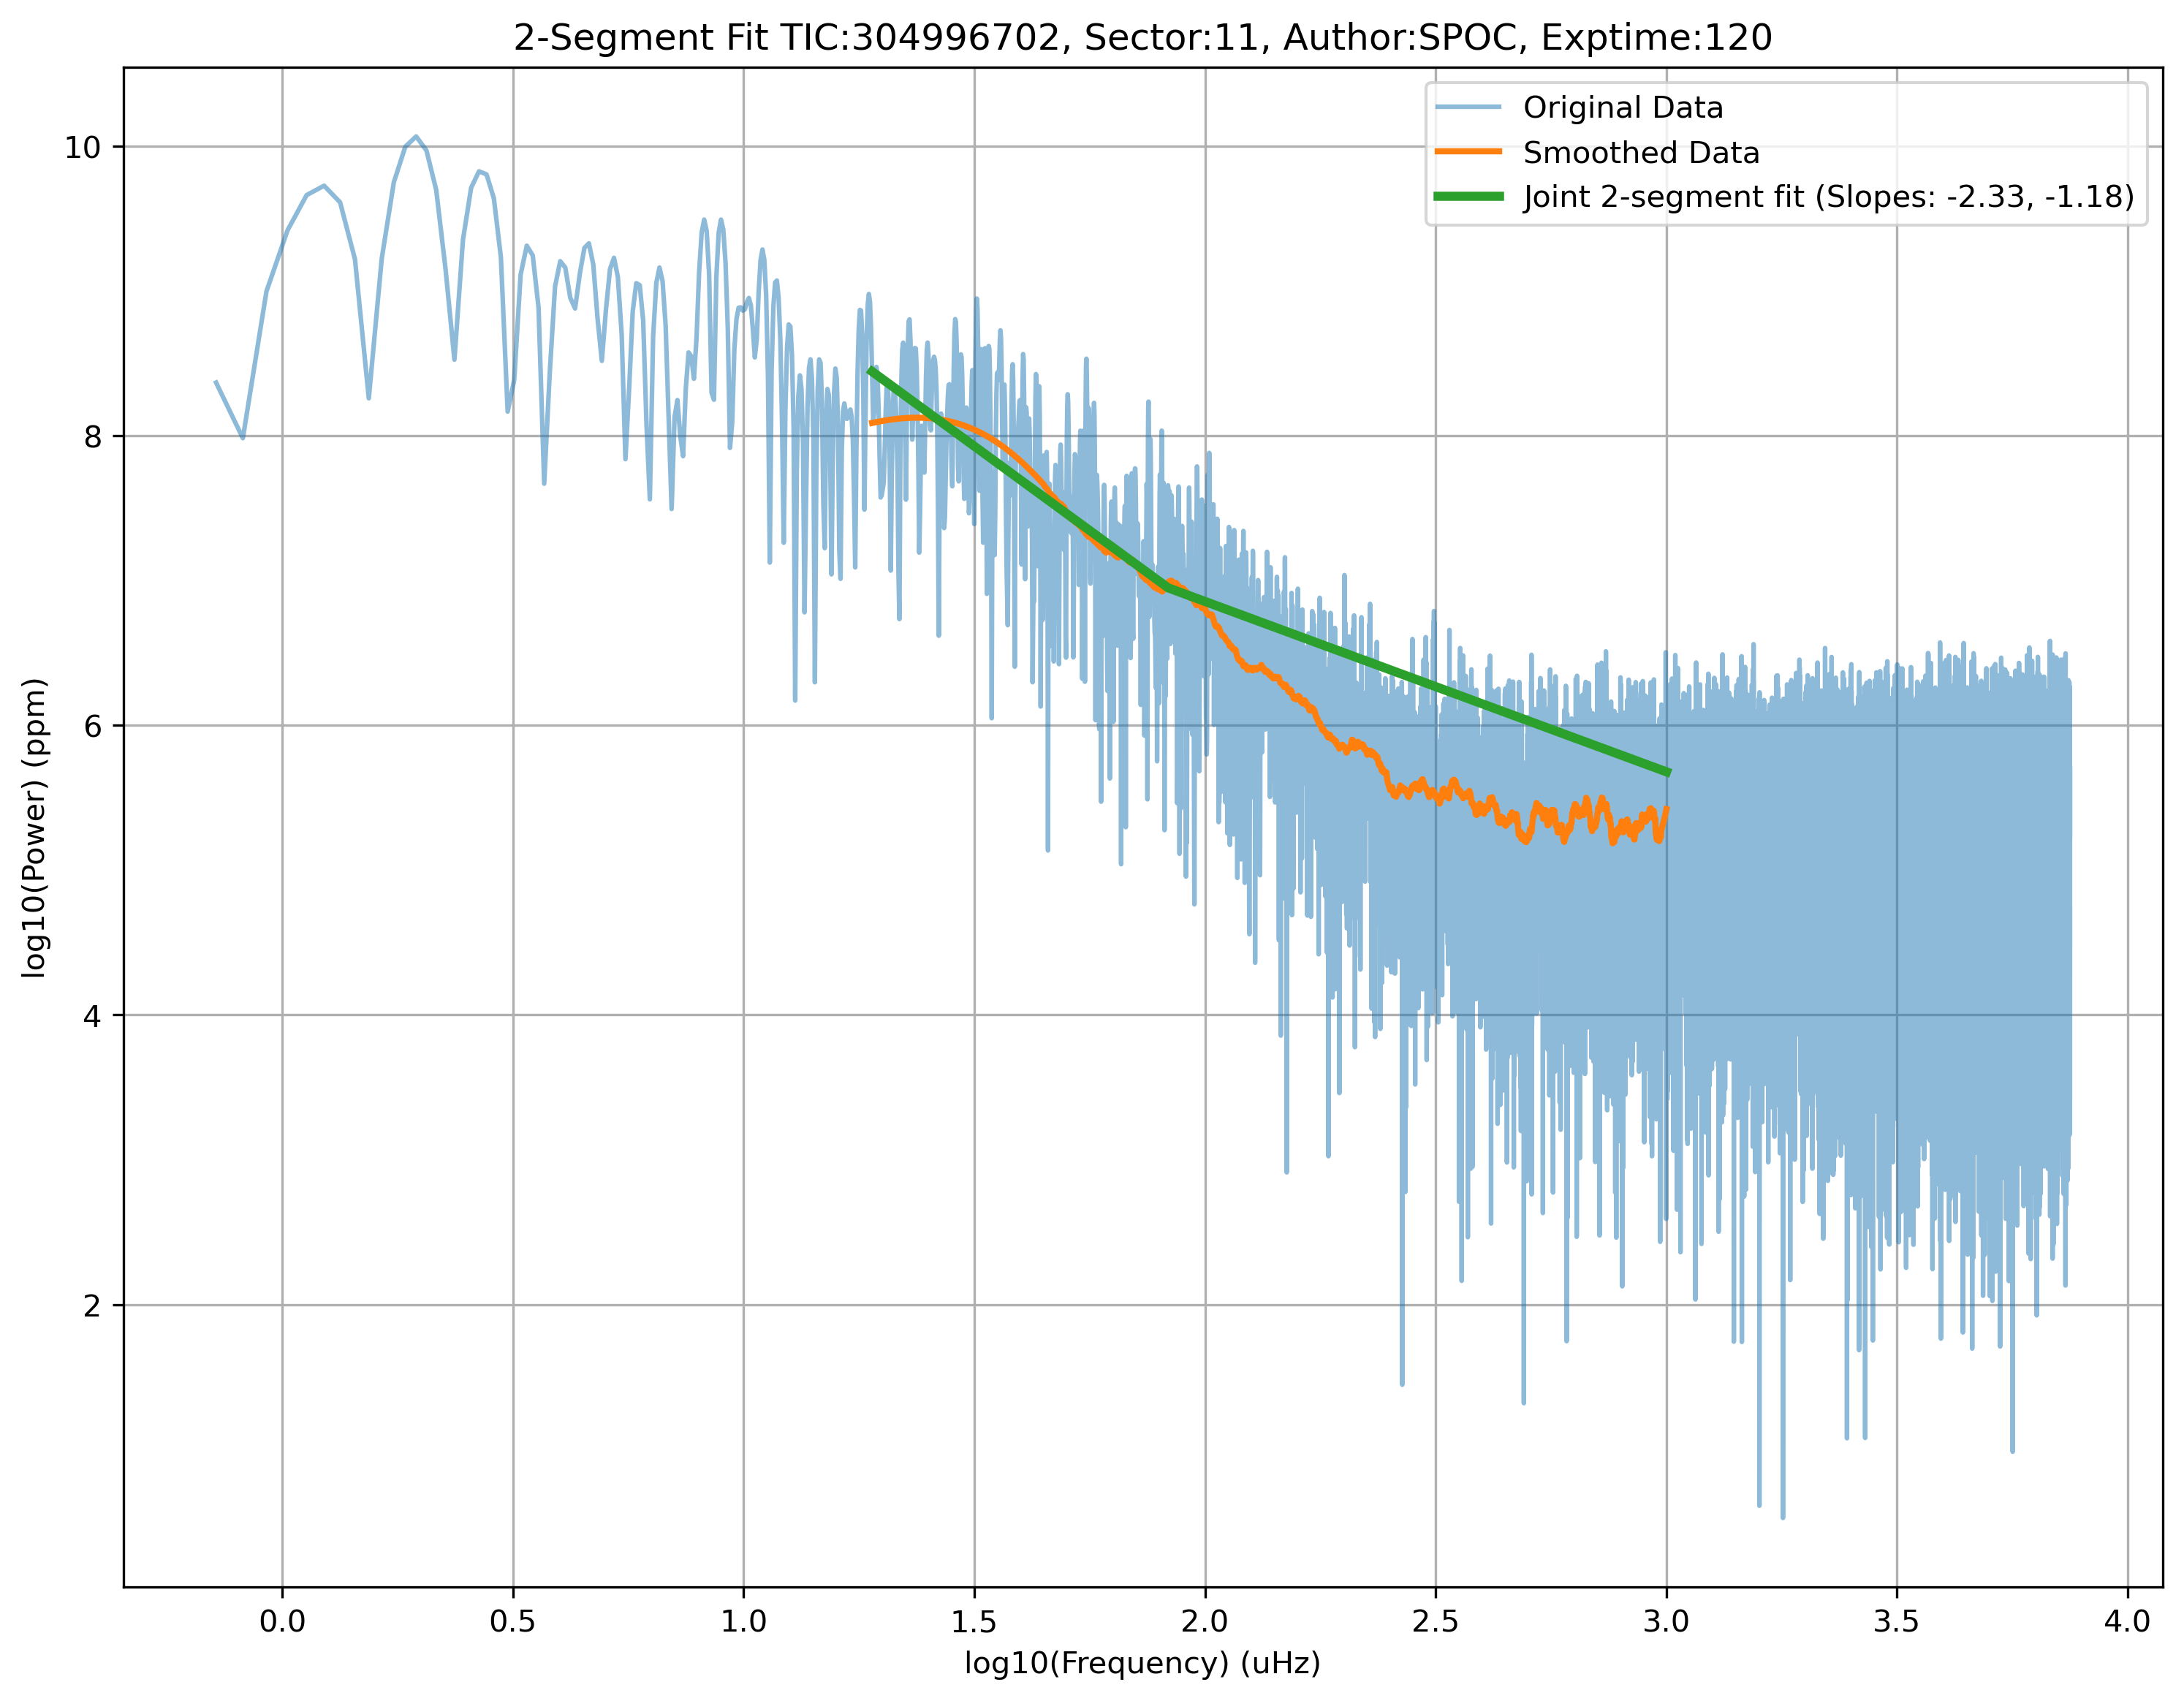 2-Segment Fit TIC:304996702, Sector:11, Author:SPOC, Exptime:120
Original Data
Smoothed Data
Joint 2-segment fit (Slopes: -2.33, -1.18)
log10(Power) (ppm)
10
8
6
4
2
0.0 0.5 1.0 1.5 2.0 2.5 3.0 3.5 4.0
log10(Frequency) (uHz)